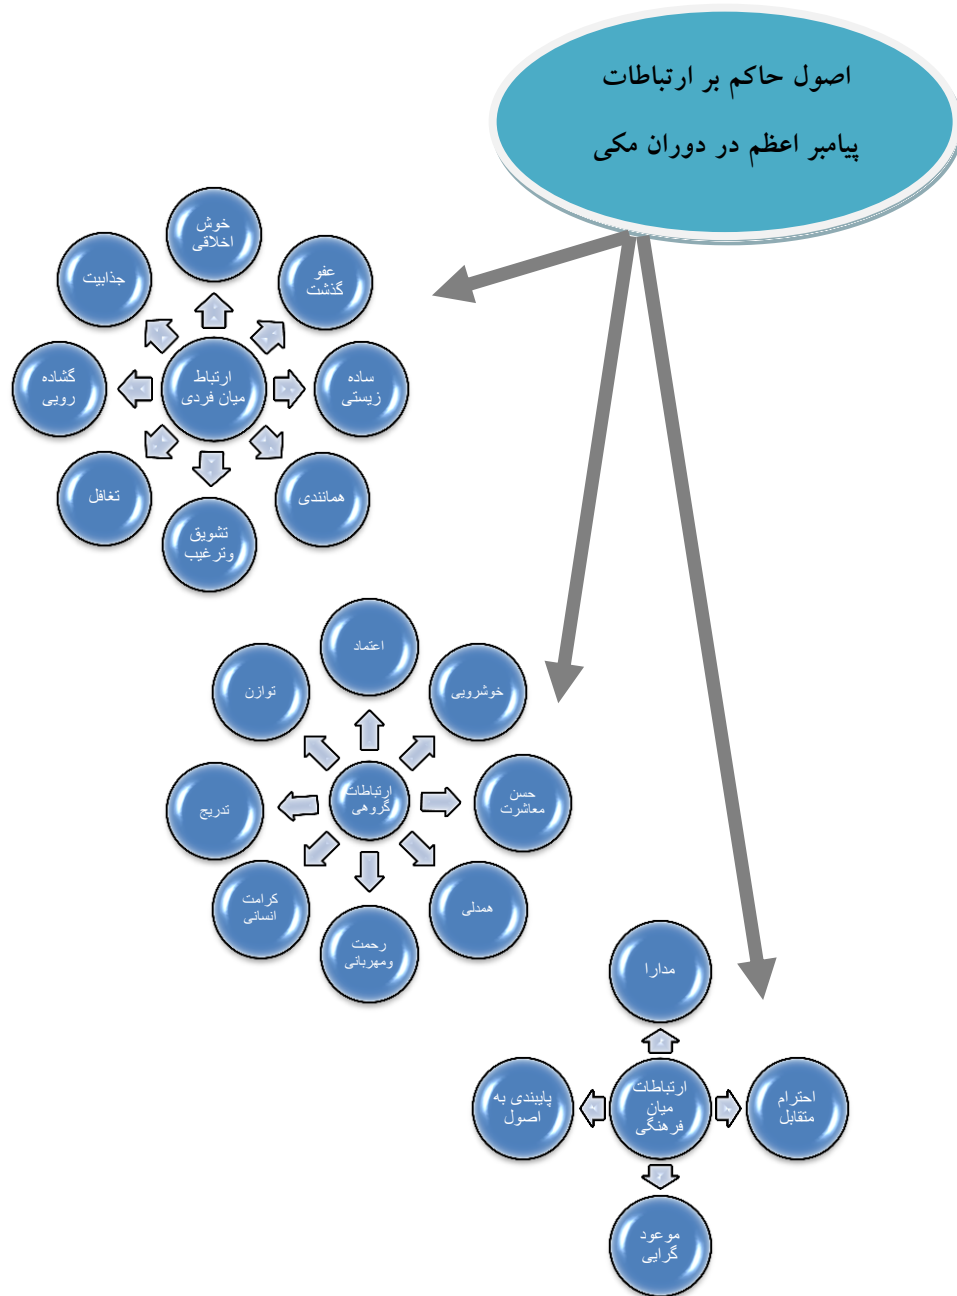 اصول حاکم بر ارتباطات
پیامبر اعظم در دوران مکی
خوش
اخلاقی
عفو
گذشت
جذابیت
گشاده
رویی
ارتباط
میان فردی
ساده
زیستی
تغافل
همانندی
تشویق
وترغیب
اعتماد
توازن
خوشرویی
تدریج
ارتباطات
گروهی
حسن
معاشرت
کرامت
انسانی
همدلی
رحمت
ومهربانی
مدارا
پایبندی به
اصول
ارتباطات
میان
فرهنگی
احترام
متقابل
موعود
گرایی